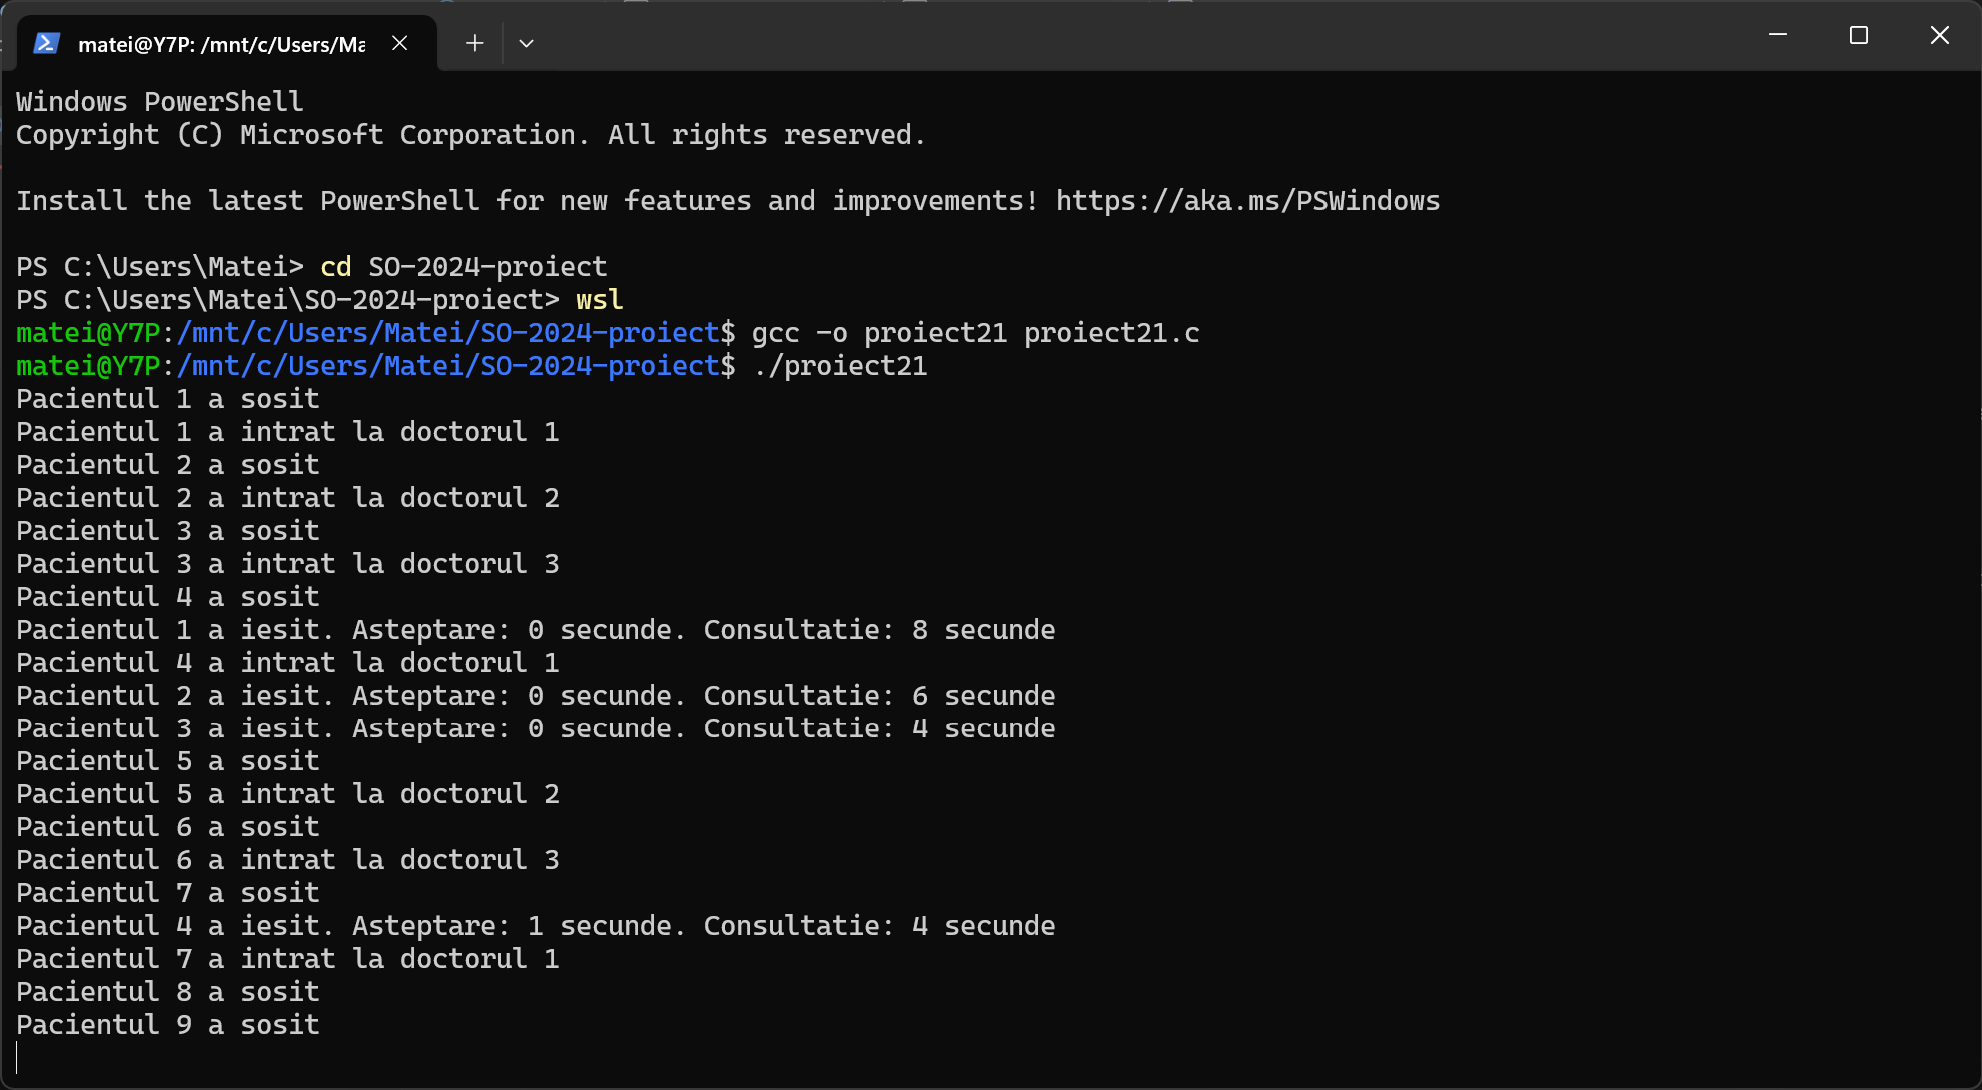 matei@Y7P: /mnt/c/Users/Ma
Windows PowerShell
Copyright (C) Microsoft Corporation. All rights reserved.
Install the latest PowerShell for new features and improvements! https://aka.ms/PSWindows
PS C:\Users\Matei> cd SO-2024-proiect
PS C:\Users\Matei\SO-2024-proiect> wsl
matei@Y7P:/mnt/c/Users/Matei/SO-2024-proiect$ gcc -o proiect21 proiect21.c
matei@Y7P:/mnt/c/Users/Matei/SO-2024-proiect$ ./proiect21
Pacientul 1 a sosit
Pacientul 1 a intrat la doctorul 1
Pacientul 2 a sosit
Pacientul 2 a intrat la doctorul 2
Pacientul 3 a sosit
Pacientul 3 a intrat la doctorul 3
Pacientul 4 a sosit
Pacientul 1 a iesit. Asteptare: 0 secunde. Consultatie: 8 secunde
Pacientul 4 a intrat la doctorul 1
Pacientul 2 a iesit. Asteptare: 0 secunde. Consultatie: 6 secunde
Pacientul 3 a iesit. Asteptare: 0 secunde. Consultatie: 4 secunde
Pacientul 5 a sosit
Pacientul 5 a intrat la doctorul 2
Pacientul 6 a sosit
Pacientul 6 a intrat la doctorul 3
Pacientul 7 a sosit
Pacientul 4 a iesit. Asteptare: 1 secunde. Consultatie: 4 secunde
Pacientul 7 a intrat la doctorul 1
Pacientul 8 a sosit
Pacientul 9 a sosit